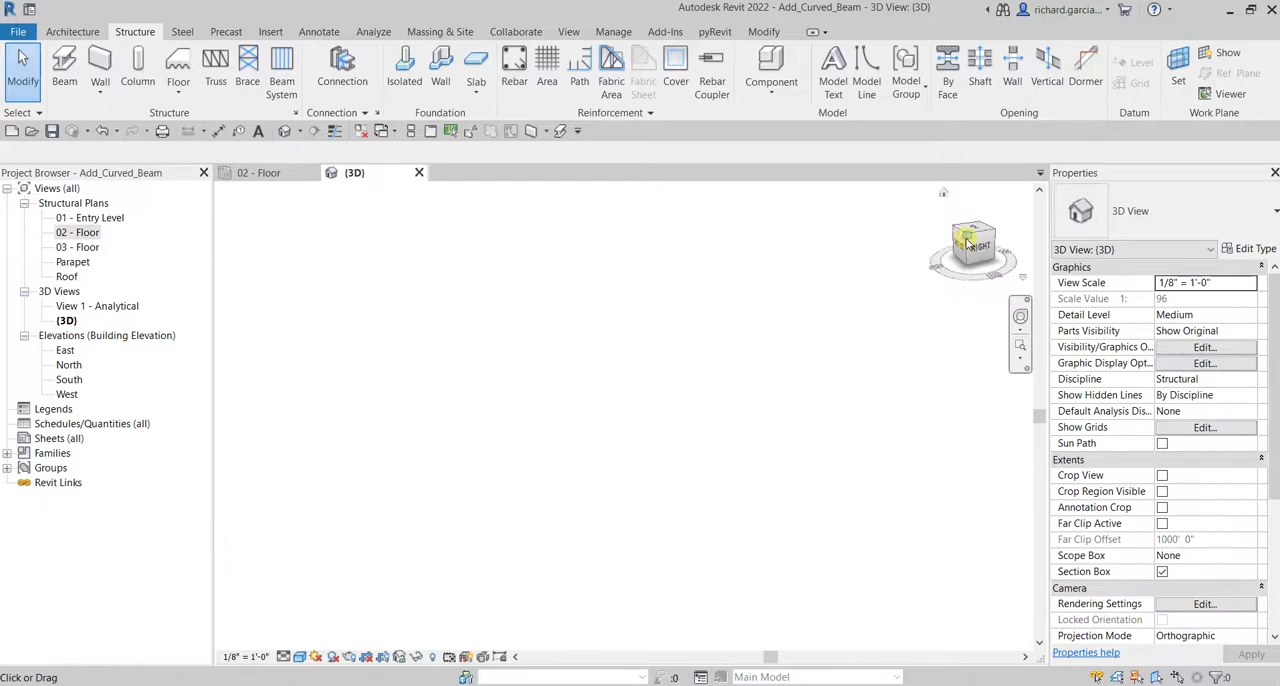 Autodesk Revit 2022 - Add_Curved_Beam - 3D View: {3D}
richard.garcia...
File Architecture Structure Steel Precast Insert Annotate Analyze Massing & Site Collaborate View Manage Add-Ins pyRevit Modify
Modify Beam Wall Column Floor Truss Brace Beam System Connection Isolated Wall Slab Rebar Area Path Fabric Area Fabric Sheet Cover Rebar Coupler Component Model Text Model Line Model Group By Face Shaft Wall Vertical Dormer Level Grid Set Show Ref Plane Viewer
Select Structure Connection Foundation Reinforcement Model Opening Datum Work Plane
Project Browser - Add_Curved_Beam
Views (all)
Structural Plans
01 - Entry Level
02 - Floor
03 - Floor
Parapet
Roof
3D Views
View 1 - Analytical
{3D}
Elevations (Building Elevation)
East
North
South
West
Legends
Schedules/Quantities (all)
Sheets (all)
Families
Groups
Revit Links
02 - Floor
{3D}
RIGHT
Properties
3D View
3D View: {3D} Edit Type
Graphics
View Scale 1/8" = 1'-0"
Scale Value 1: 96
Detail Level Medium
Parts Visibility Show Original
Visibility/Graphics O... Edit...
Graphic Display Opt... Edit...
Discipline Structural
Show Hidden Lines By Discipline
Default Analysis Dis... None
Show Grids Edit...
Sun Path
Extents
Crop View
Crop Region Visible
Annotation Crop
Far Clip Active
Far Clip Offset 1000' 0"
Scope Box None
Section Box
Camera
Rendering Settings Edit...
Locked Orientation
Projection Mode Orthographic
Properties help Apply
1/8" = 1'-0"
Click or Drag
:0
Main Model
:0